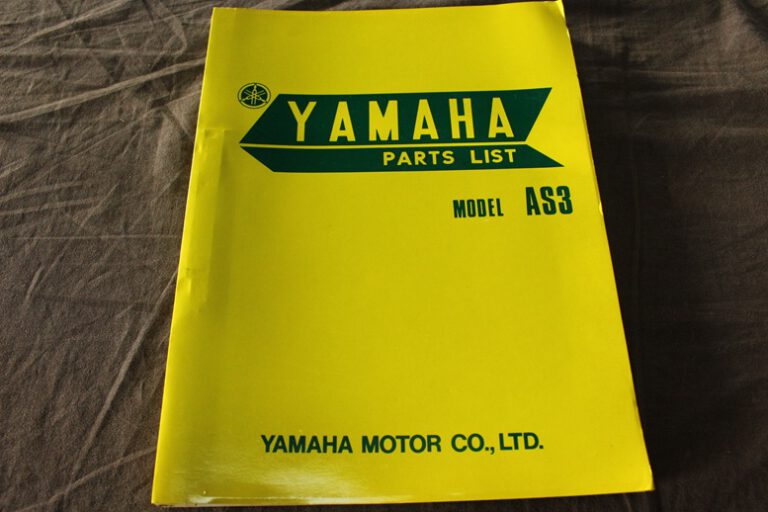 YAMAHA
PARTS LIST
MODEL AS3
YAMAHA MOTOR CO., LTD.